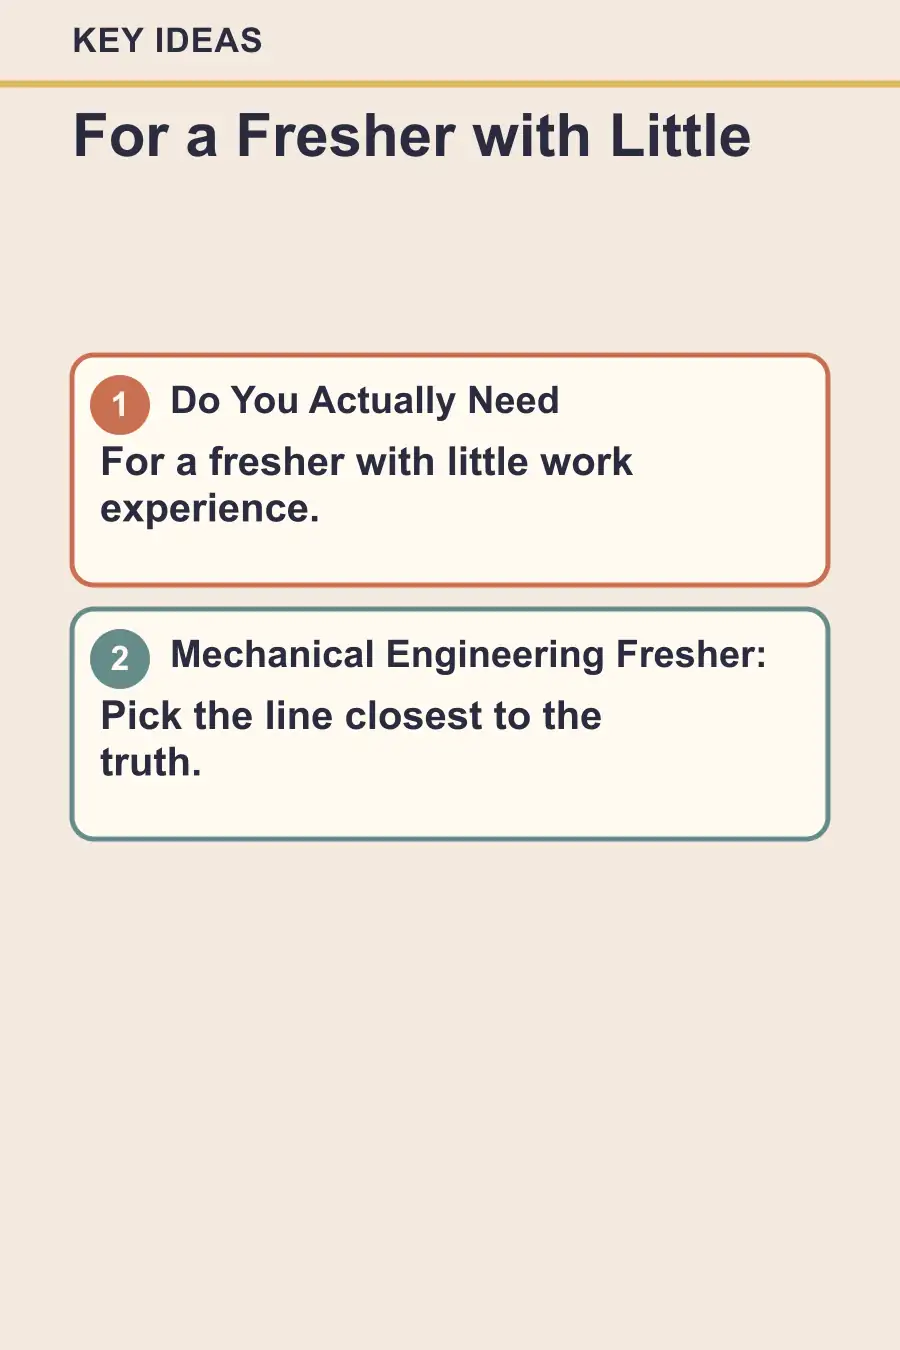 KEY IDEAS
For a Fresher with Little
1 Do You Actually Need
For a fresher with little work
experience.
2 Mechanical Engineering Fresher:
Pick the line closest to the
truth.